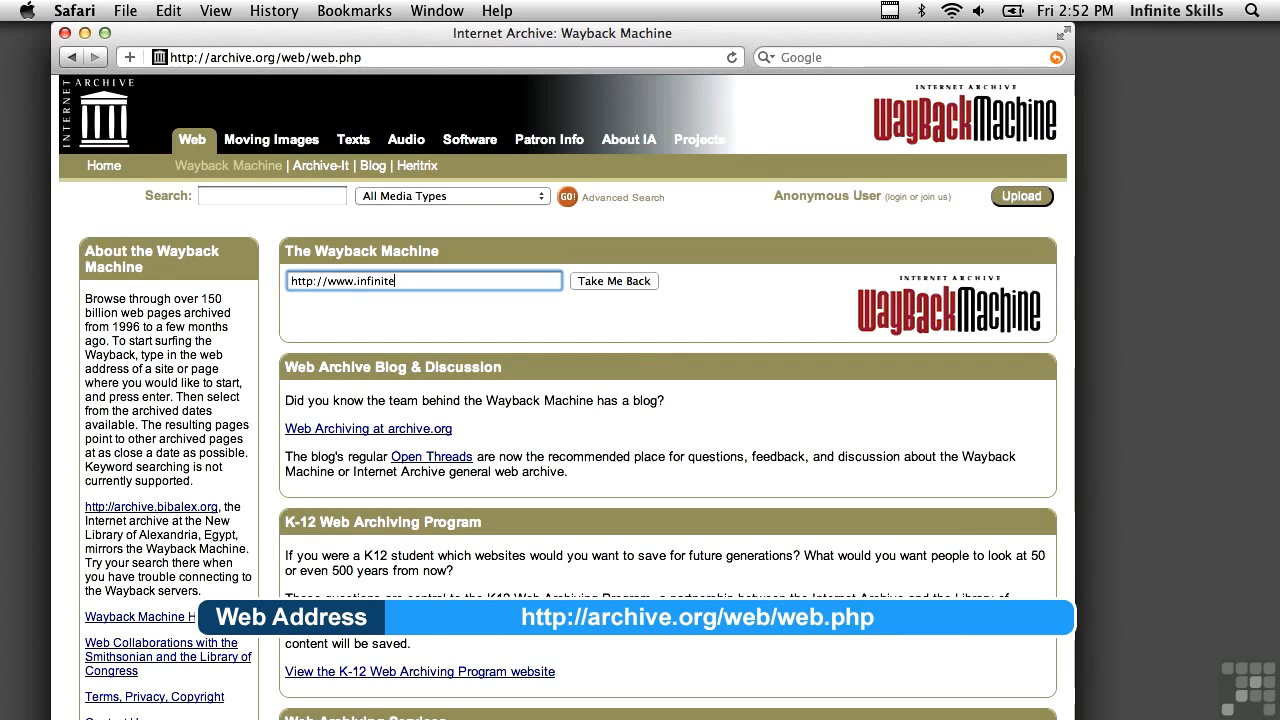 Safari File Edit View History Bookmarks Window Help Fri 2:52 PM Infinite Skills
Internet Archive: Wayback Machine
http://archive.org/web/web.php
Google
INTERNET ARCHIVE
INTERNET ARCHIVE
WayBackMachine
Web Moving Images Texts Audio Software Patron Info About IA Projects
Home Wayback Machine | Archive-It | Blog | Heritrix
Search: All Media Types GO! Advanced Search Anonymous User (login or join us) Upload
About the Wayback
Machine
Browse through over 150
billion web pages archived
from 1996 to a few months
ago. To start surfing the
Wayback, type in the web
address of a site or page
where you would like to start,
and press enter. Then select
from the archived dates
available. The resulting pages
point to other archived pages
at as close a date as possible.
Keyword searching is not
currently supported.
http://archive.bibalex.org, the
Internet archive at the New
Library of Alexandria, Egypt,
mirrors the Wayback Machine.
Try your search there when
you have trouble connecting to
the Wayback servers.
Wayback Machine H
Web Collaborations with the
Smithsonian and the Library of
Congress
Terms, Privacy, Copyright
The Wayback Machine
http://www.infinite
Take Me Back
INTERNET ARCHIVE
WayBackMachine
Web Archive Blog & Discussion
Did you know the team behind the Wayback Machine has a blog?
Web Archiving at archive.org
The blog's regular Open Threads are now the recommended place for questions, feedback, and discussion about the Wayback
Machine or Internet Archive general web archive.
K-12 Web Archiving Program
If you were a K12 student which websites would you want to save for future generations? What would you want people to look at 50
or even 500 years from now?
Web Address http://archive.org/web/web.php
content will be saved.
View the K-12 Web Archiving Program website